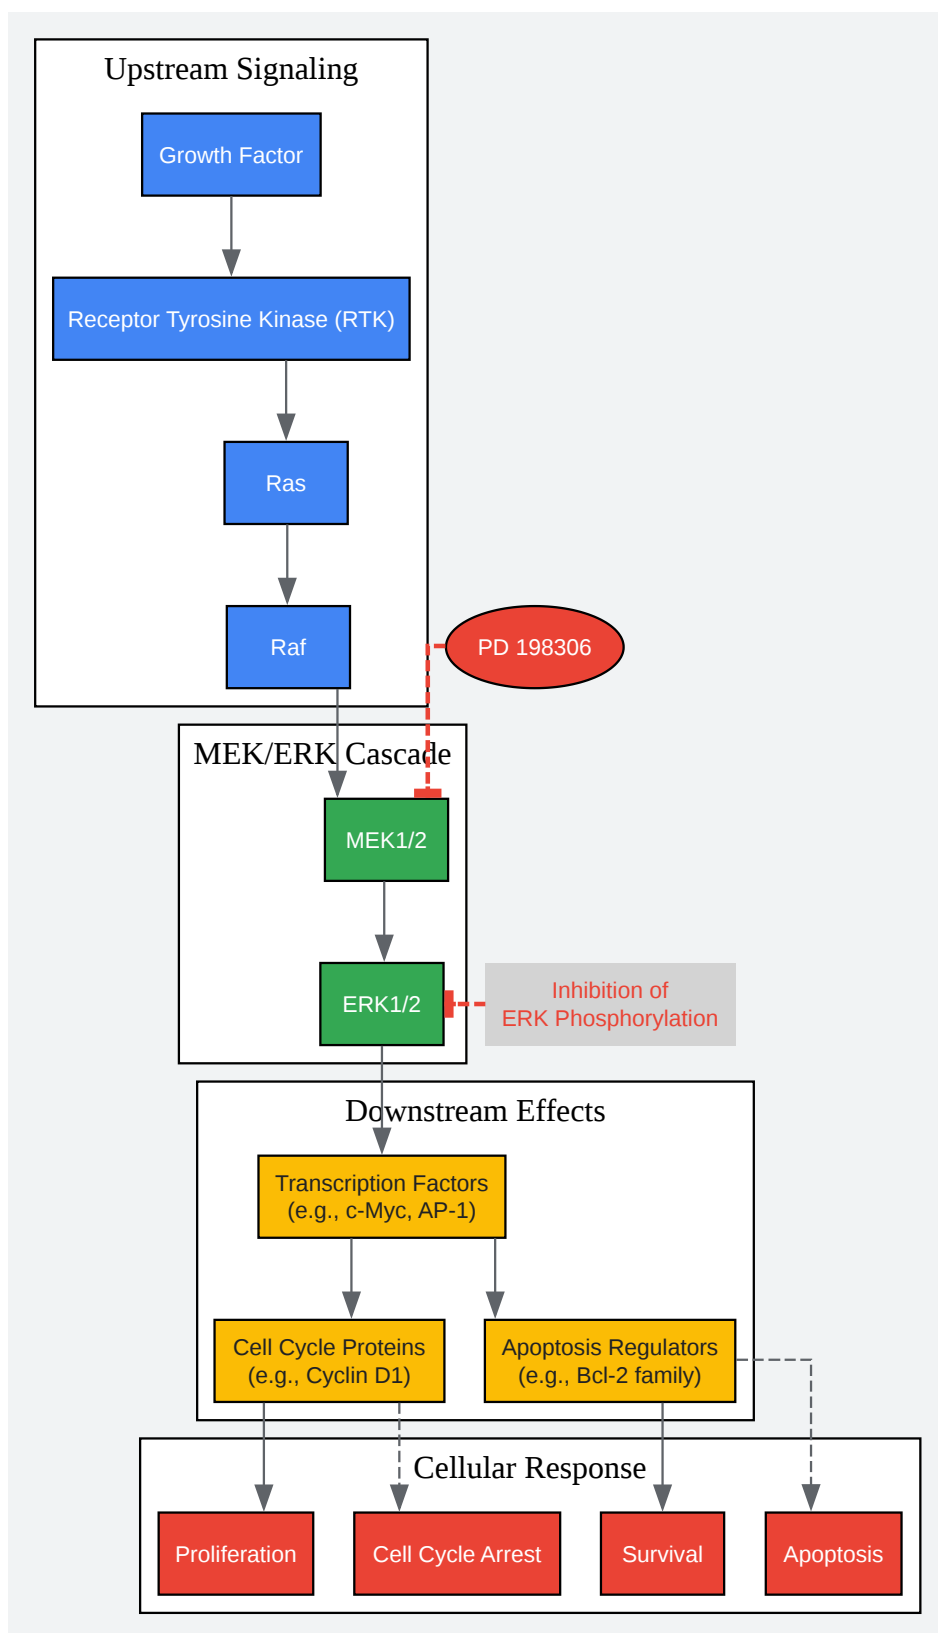 Upstream Signaling
Growth Factor
Receptor Tyrosine Kinase (RTK)
Ras
Raf
PD 198306
MEK/ERK Cascade
MEK1/2
ERK1/2
Inhibition of
ERK Phosphorylation
Downstream Effects
Transcription Factors
(e.g., c-Myc, AP-1)
Cell Cycle Proteins
(e.g., Cyclin D1)
Apoptosis Regulators
(e.g., Bcl-2 family)
Cellular Response
Proliferation
Cell Cycle Arrest
Survival
Apoptosis